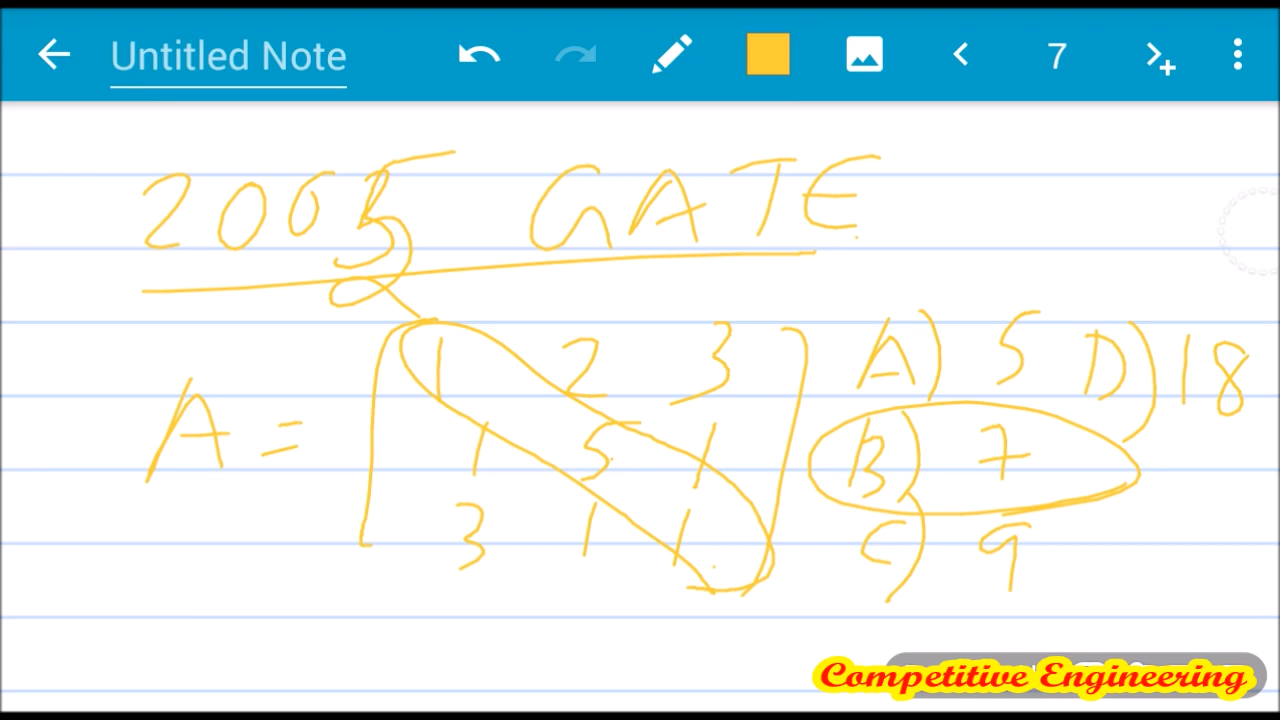 Untitled Note
7
2005 GATE
1 2 3 A) 5 D) 18
A = 1 5 1 B) 7
3 1 1 C) 9
Competitive Engineering